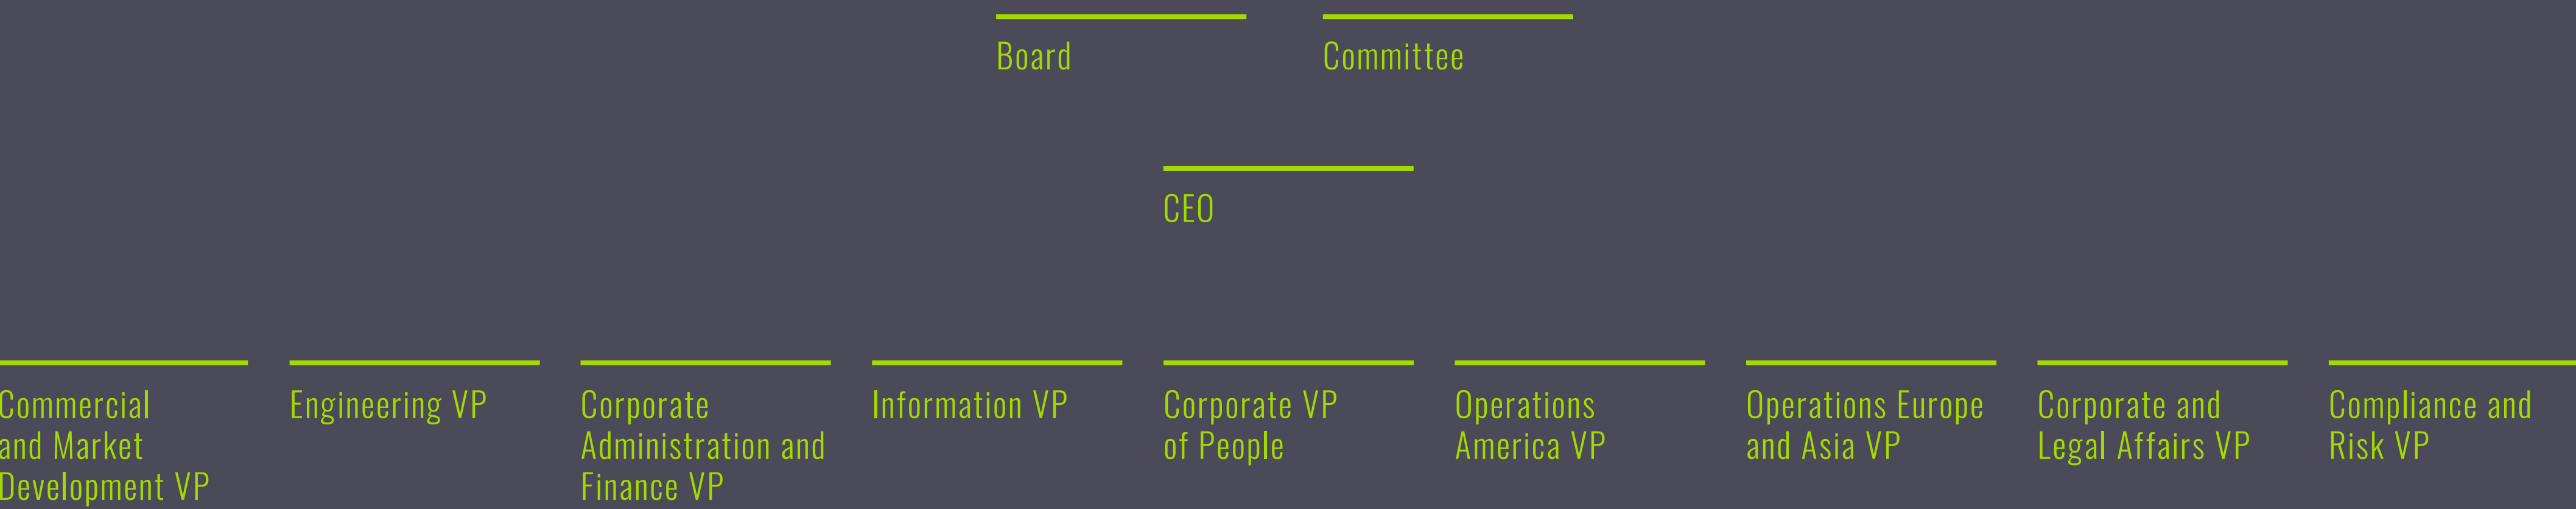 Board
Committee
CEO
Commercial
and Market
Development VP
Engineering VP
Corporate
Administration and
Finance VP
Information VP
Corporate VP
of People
Operations
America VP
Operations Europe
and Asia VP
Corporate and
Legal Affairs VP
Compliance and
Risk VP